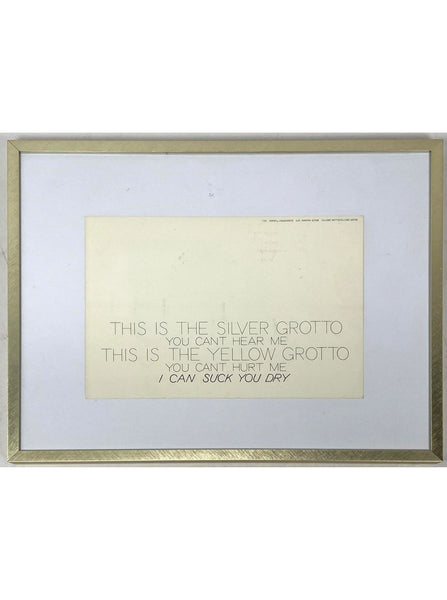 THIS IS THE SILVER GROTTO
YOU CANT HEAR ME
THIS IS THE YELLOW GROTTO
YOU CANT HURT ME
I CAN SUCK YOU DRY